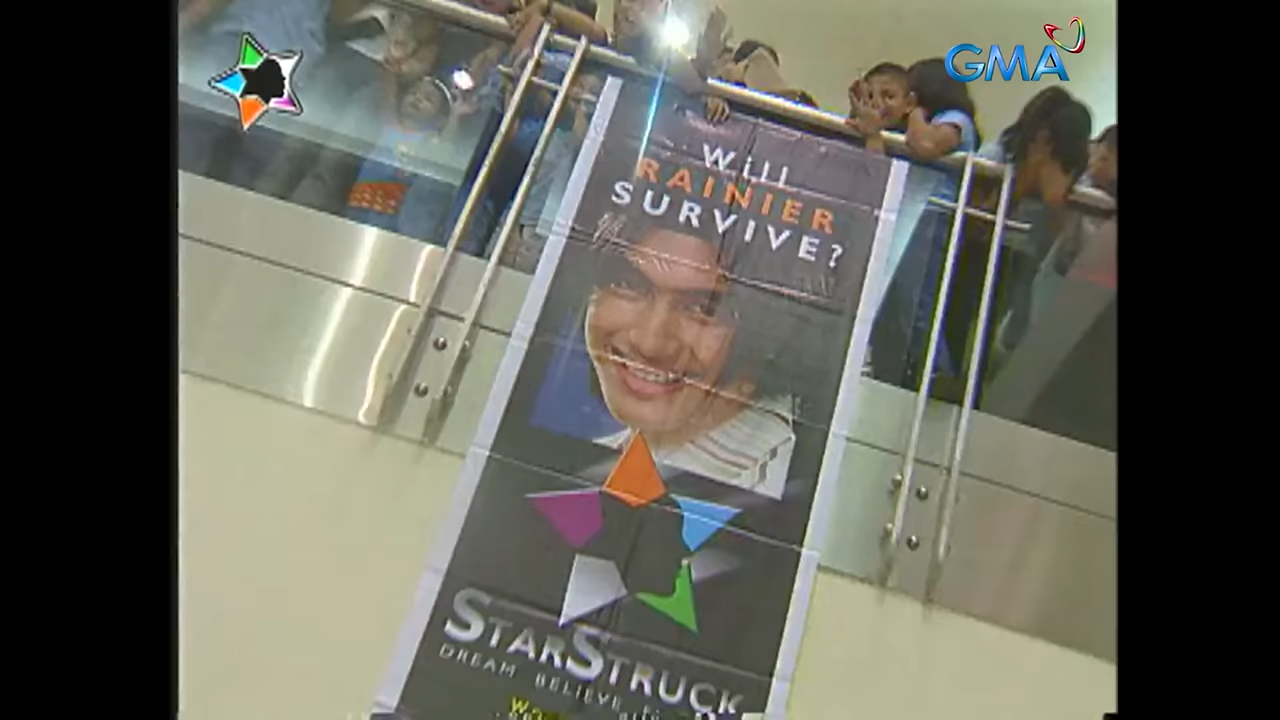 GMA
Will
RAINIER
SURVIVE?
STARSTRUCK
DREAM BELIEVE